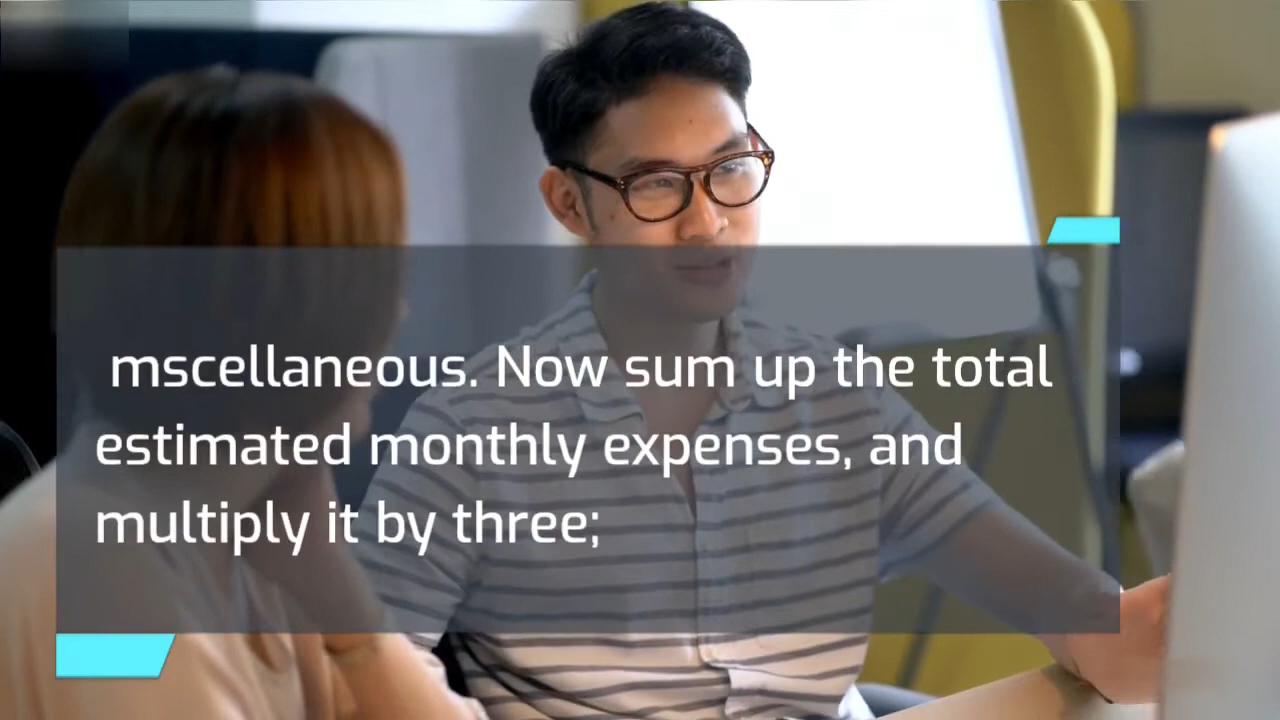 mscellaneous. Now sum up the total
estimated monthly expenses, and
multiply it by three;